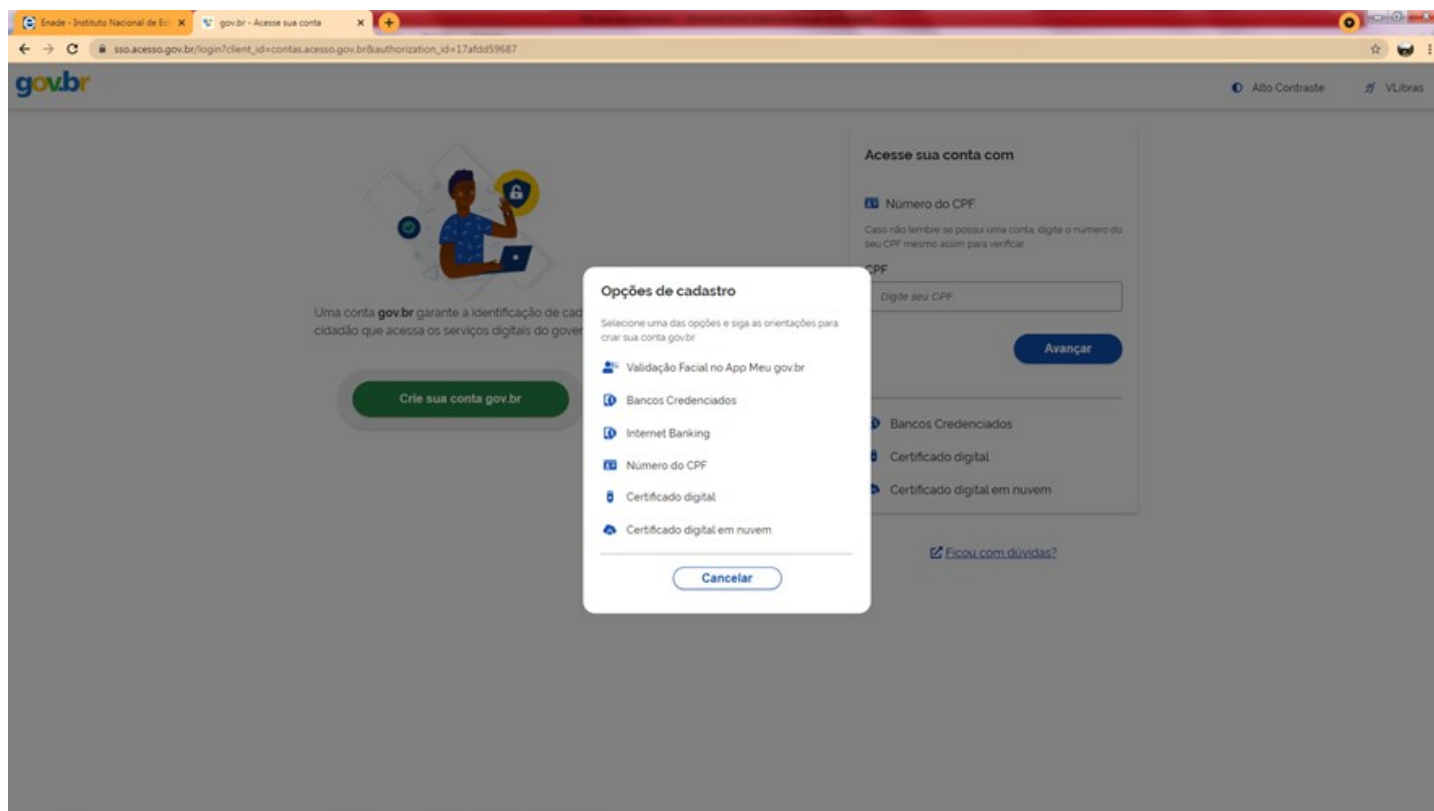 Enade - Instituto Nacional de Es
gov.br - Acesse sua conta
sso.acesso.gov.br/login?client_id=contas.acesso.gov.br&authorization_id=17afdd59687
gov.br
Alto Contraste
VLibras
Uma conta gov.br garante a identificação de cad
cidadão que acessa os serviços digitais do gover
Crie sua conta gov.br
Opções de cadastro
Selecione uma das opções e siga as orientações para
criar sua conta gov.br
Validação Facial no App Meu gov.br
Bancos Credenciados
Internet Banking
Número do CPF
Certificado digital
Certificado digital em nuvem
Cancelar
Acesse sua conta com
Número do CPF
Caso não lembre se possui uma conta, digite o número do
seu CPF mesmo assim para verificar
CPF
Digite seu CPF
Avançar
Bancos Credenciados
Certificado digital
Certificado digital em nuvem
Ficou com dúvidas?